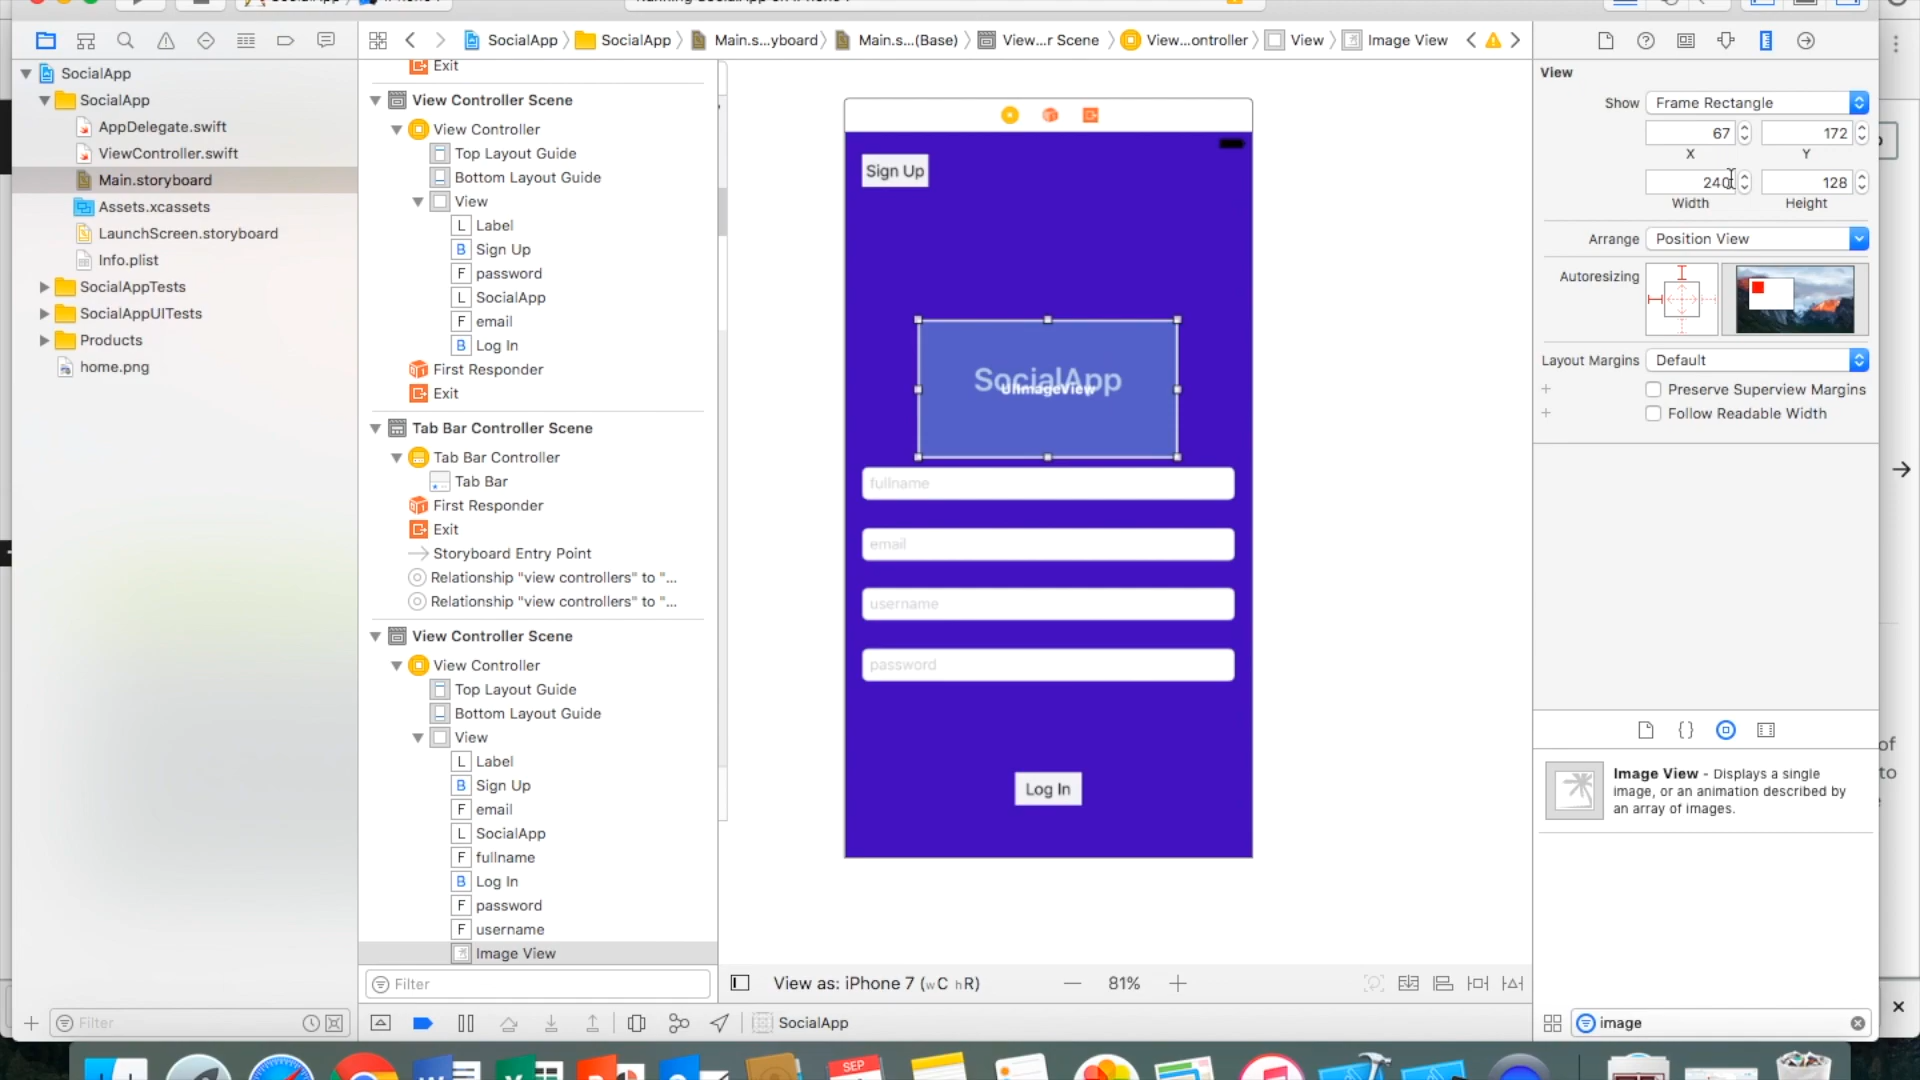 SocialApp
SocialApp
SocialApp
Main.s...yboard
Main.s...(Base)
View...r Scene
View...ontroller
View
Image View
SocialApp
SocialApp
AppDelegate.swift
ViewController.swift
Main.storyboard
Assets.xcassets
LaunchScreen.storyboard
Info.plist
SocialAppTests
SocialAppUITests
Products
home.png
Filter
Exit
View Controller Scene
View Controller
Top Layout Guide
Bottom Layout Guide
View
L Label
B Sign Up
F password
L SocialApp
F email
B Log In
First Responder
Exit
Tab Bar Controller Scene
Tab Bar Controller
Tab Bar
First Responder
Exit
Storyboard Entry Point
Relationship "view controllers" to "...
Relationship "view controllers" to "...
View Controller Scene
View Controller
Top Layout Guide
Bottom Layout Guide
View
L Label
B Sign Up
F email
L SocialApp
F fullname
B Log In
F password
F username
Image View
Filter
Sign Up
SocialApp
UIImageView
fullname
email
username
password
Log In
View as: iPhone 7 (wC hR)
81%
SocialApp
View
Show Frame Rectangle
67 172
X Y
240 128
Width Height
Arrange Position View
Autoresizing
Layout Margins Default
Preserve Superview Margins
Follow Readable Width
Image View - Displays a single
image, or an animation described by
an array of images.
image
of
to
SEP